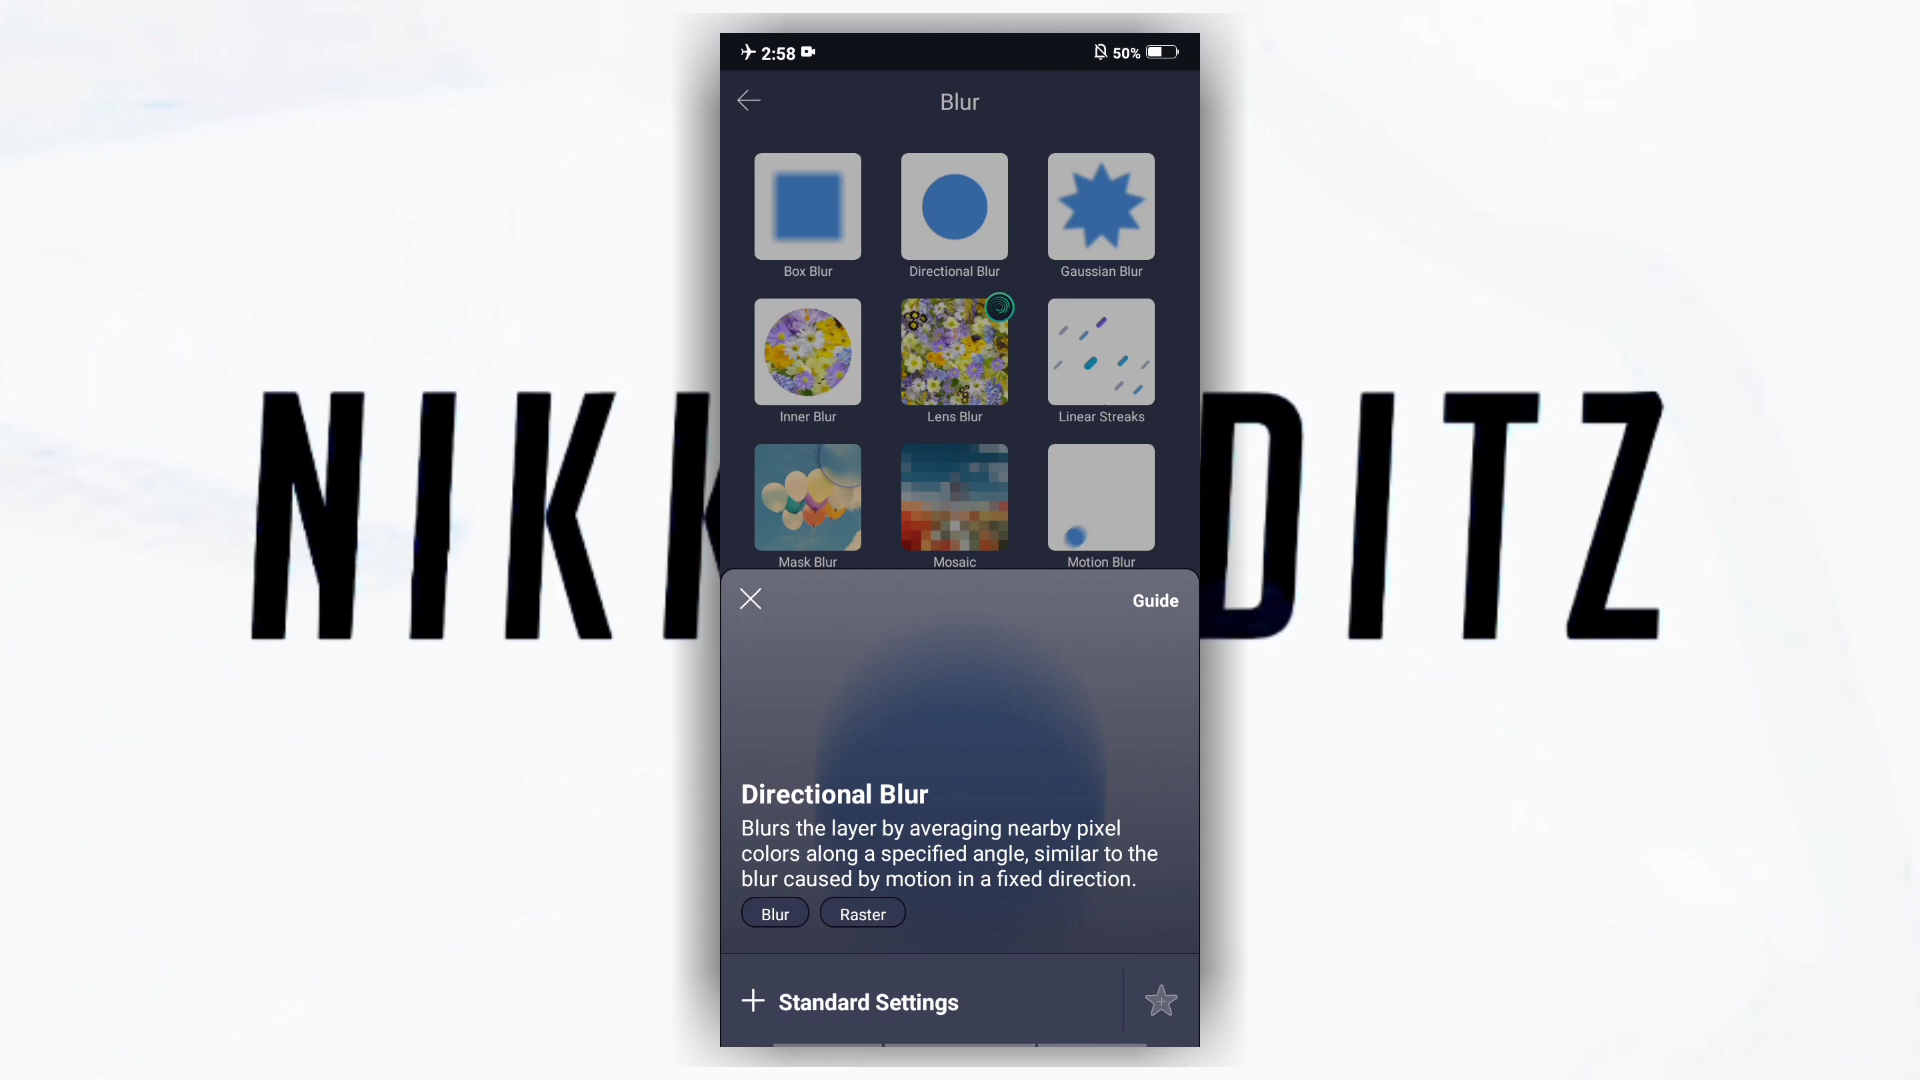 2:58
50%
Blur
Box Blur
Directional Blur
Gaussian Blur
Inner Blur
Lens Blur
Linear Streaks
Mask Blur
Mosaic
Motion Blur
Guide
Directional Blur
Blurs the layer by averaging nearby pixel
colors along a specified angle, similar to the
blur caused by motion in a fixed direction.
Blur
Raster
Standard Settings